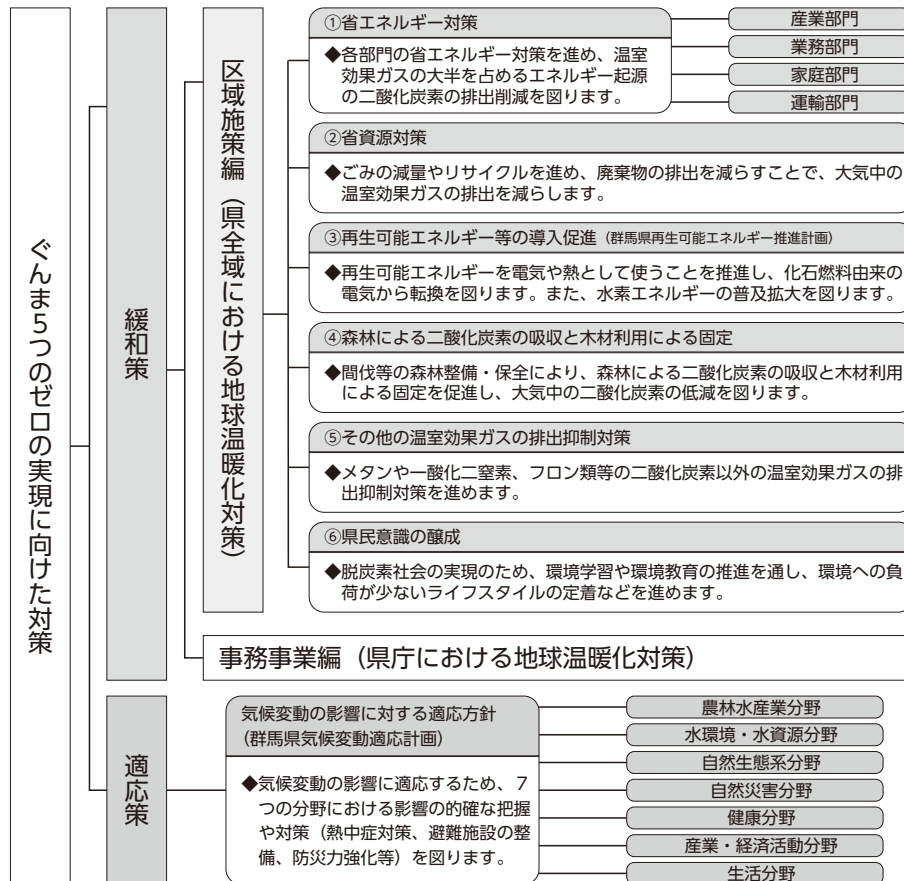 ぐんま5つのゼロの実現に向けた対策
緩和策
区域施策編（県全域における地球温暖化対策）
①省エネルギー対策
◆各部門の省エネルギー対策を進め、温室
効果ガスの大半を占めるエネルギー起源
の二酸化炭素の排出削減を図ります。
産業部門
業務部門
家庭部門
運輸部門
②省資源対策
◆ごみの減量やリサイクルを進め、廃棄物の排出を減らすことで、大気中の
温室効果ガスの排出を減らします。
③再生可能エネルギー等の導入促進（群馬県再生可能エネルギー推進計画）
◆再生可能エネルギーを電気や熱として使うことを推進し、化石燃料由来の
電気から転換を図ります。また、水素エネルギーの普及拡大を図ります。
④森林による二酸化炭素の吸収と木材利用による固定
◆間伐等の森林整備・保全により、森林による二酸化炭素の吸収と木材利用
による固定を促進し、大気中の二酸化炭素の低減を図ります。
⑤その他の温室効果ガスの排出抑制対策
◆メタンや一酸化二窒素、フロン類等の二酸化炭素以外の温室効果ガスの排
出抑制対策を進めます。
⑥県民意識の醸成
◆脱炭素社会の実現のため、環境学習や環境教育の推進を通し、環境への負
荷が少ないライフスタイルの定着などを進めます。
事務事業編（県庁における地球温暖化対策）
適応策
気候変動の影響に対する適応方針
（群馬県気候変動適応計画）
◆気候変動の影響に適応するため、7
つの分野における影響の的確な把握
や対策（熱中症対策、避難施設の整
備、防災力強化等）を図ります。
農林水産業分野
水環境・水資源分野
自然生態系分野
自然災害分野
健康分野
産業・経済活動分野
生活分野